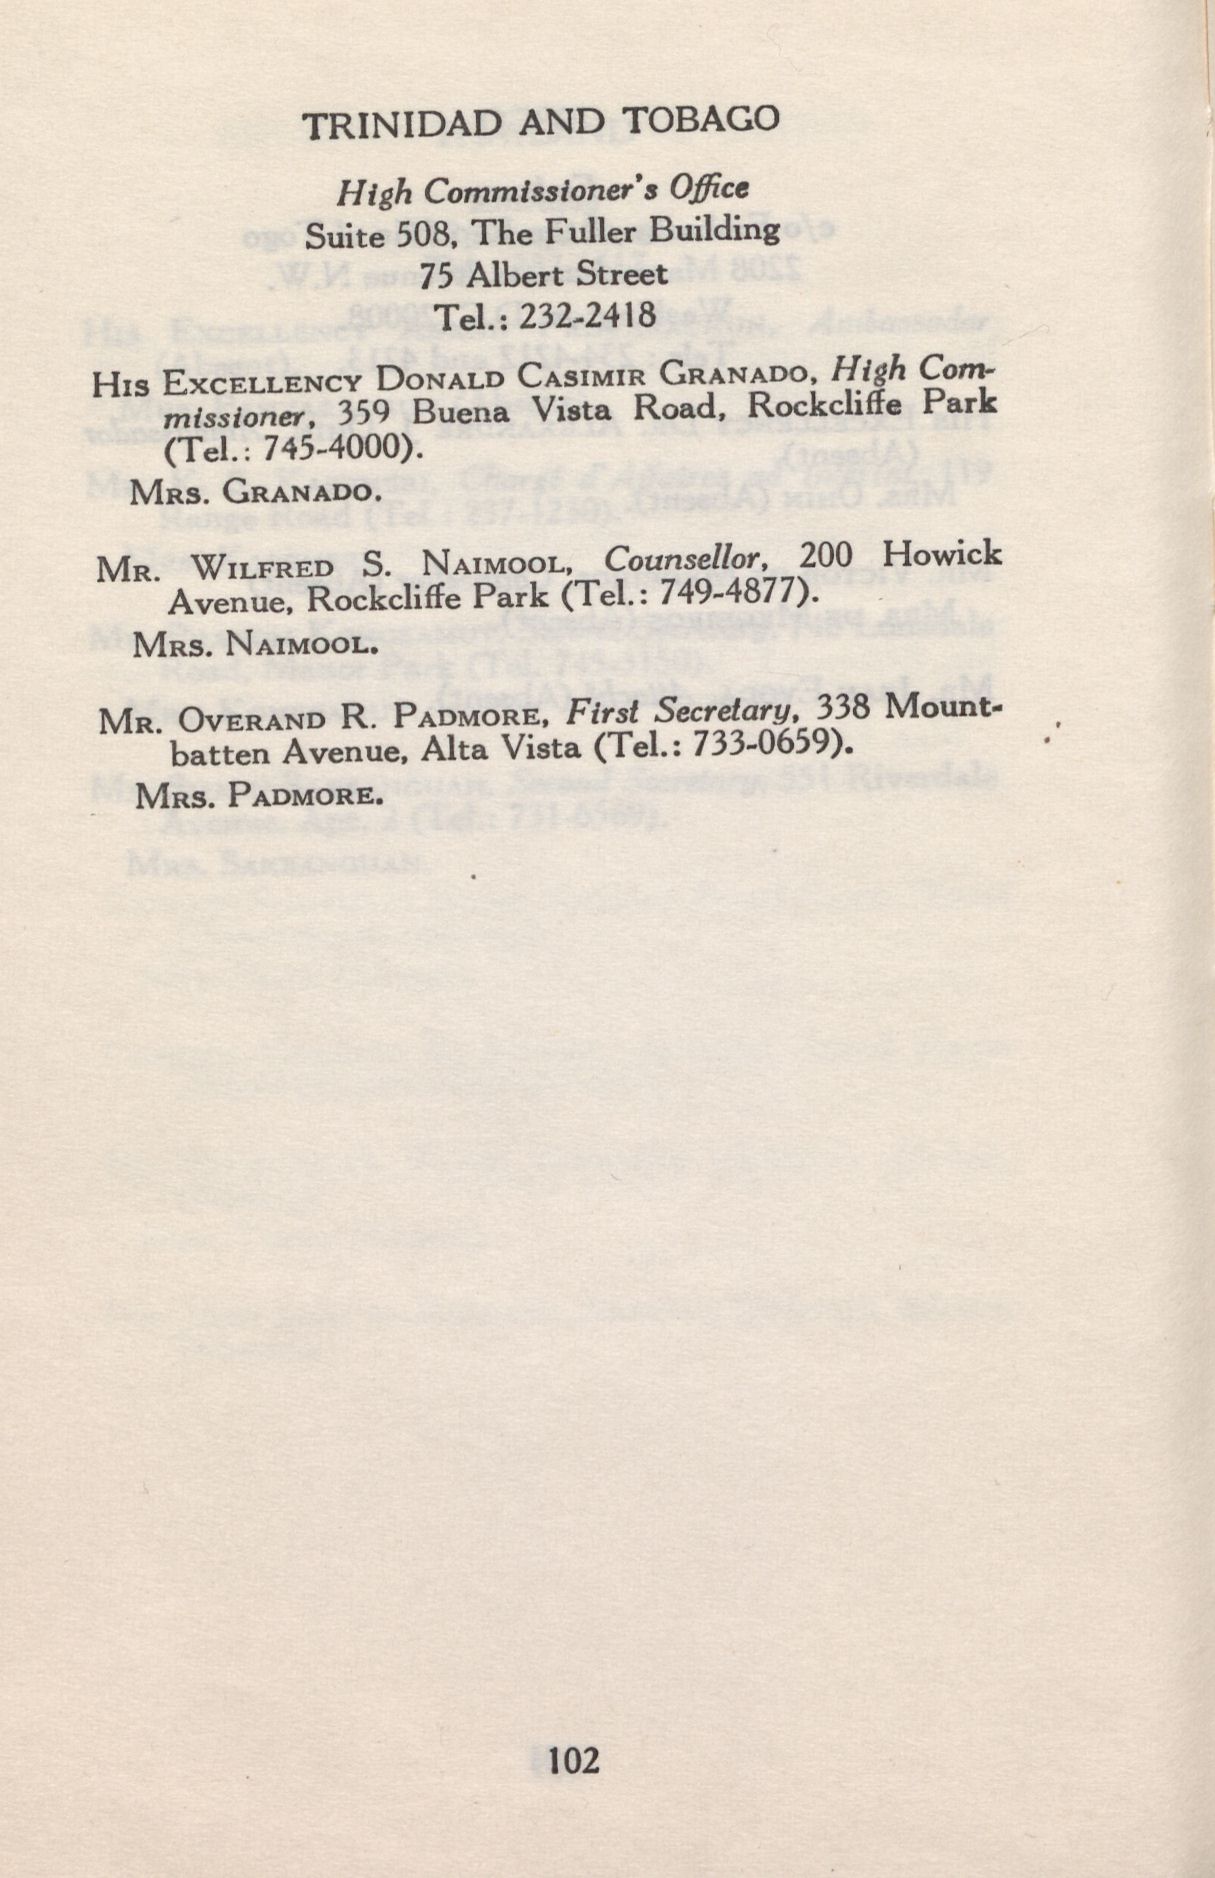 TRINIDAD AND TOBAGO
High Commissioner's Office
Suite 508, The Fuller Building
75 Albert Street
Tel.: 232-2418
HIS EXCELLENCY DONALD CASIMIR GRANADO, High Com-
missioner, 359 Buena Vista Road, Rockcliffe Park
(Tel.: 745-4000).
MRS. GRANADO.
MR. WILFRED S. NAIMOOL, Counsellor, 200 Howick
Avenue, Rockcliffe Park (Tel.: 749-4877).
MRS. NAIMOOL.
MR. OVERAND R. PADMORE, First Secretary, 338 Mount-
batten Avenue, Alta Vista (Tel.: 733-0659).
MRS. PADMORE.
102